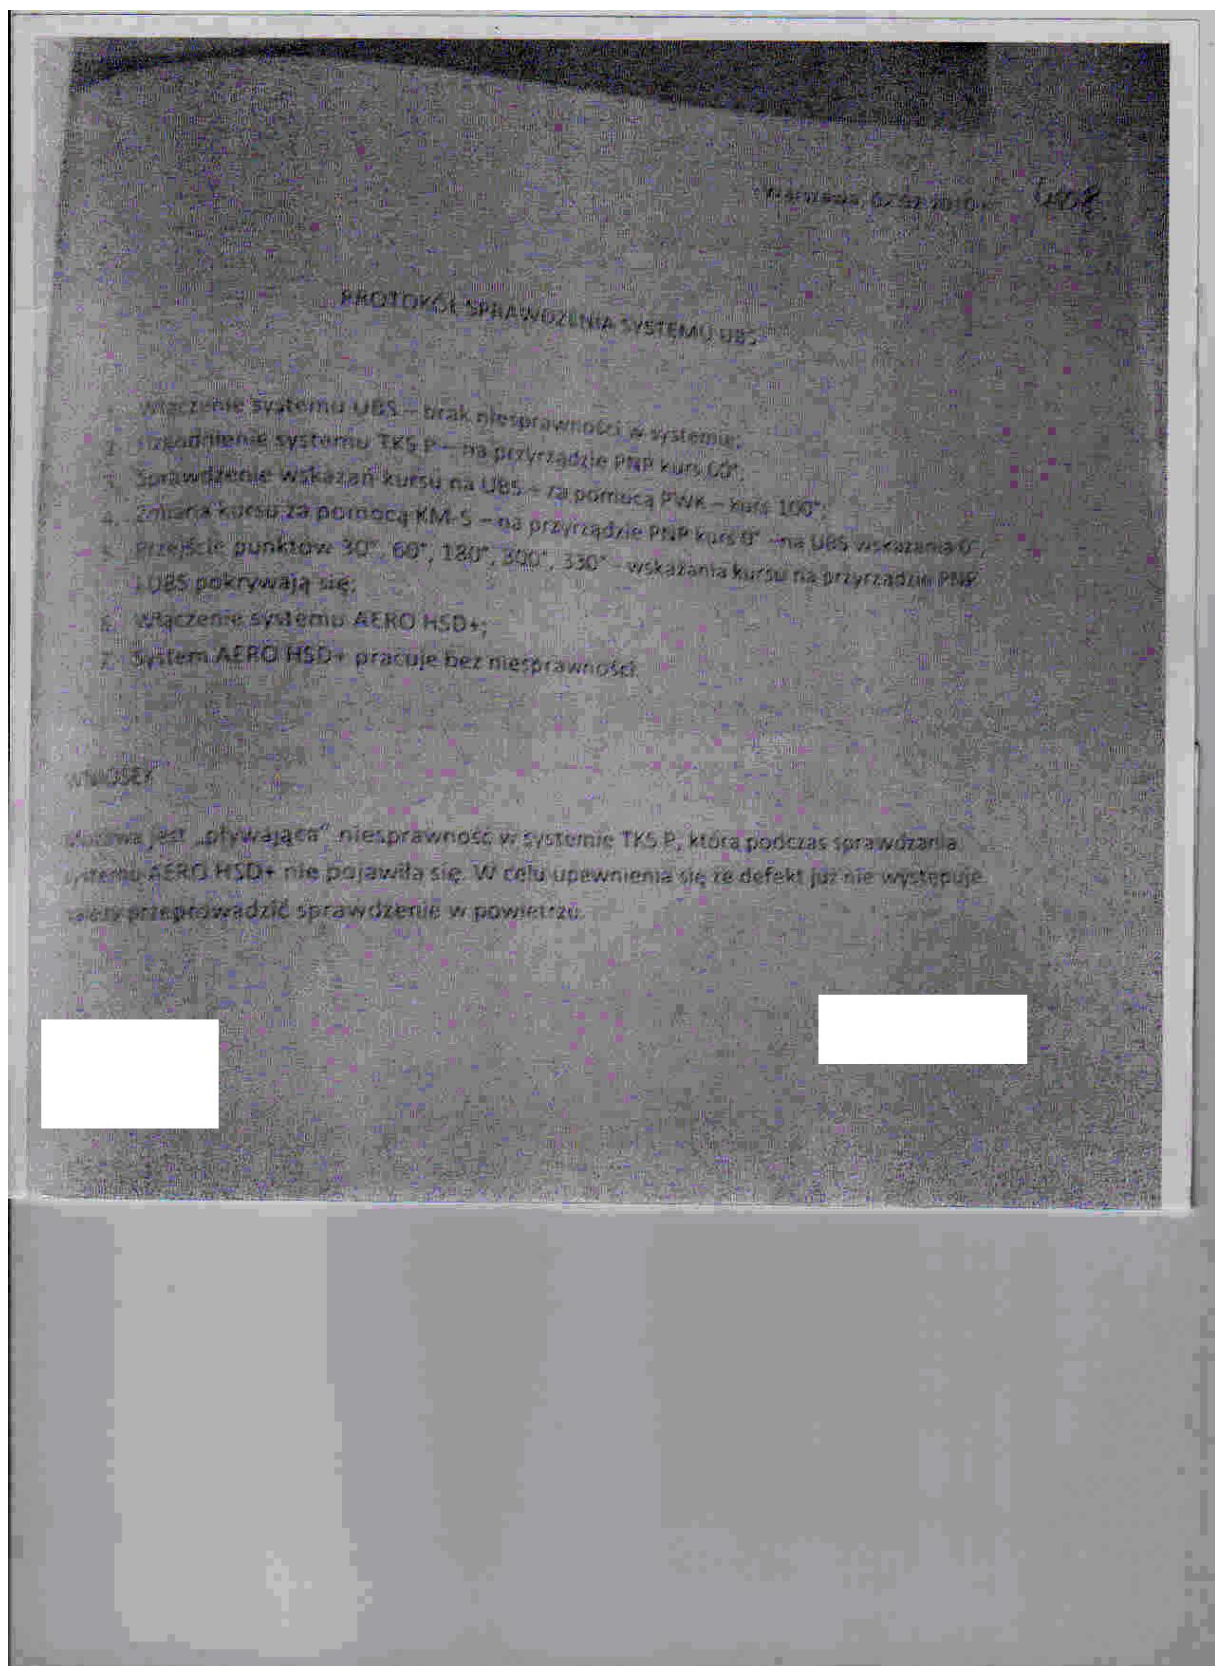 Warszawa, 02.02.2010
PROTOKÓŁ SPRAWDZENIA SYSTEMU UBS
1. Włączenie systemu UBS – brak niesprawności w systemie;
2. Uzgodnienie systemu TKS P – na przyrządzie PNP kurs
3. Sprawdzenie wskazań kursu na UBS – za pomocą PWK – kurs 100°;
4. Zmiana kursu za pomocą KM-5 – na przyrządzie PNP kurs 0° – na UBS wskazania 0°;
5. Przejście punktów 30°, 60°, 180°, 300°, 330° – wskazania kursu na przyrządzie PNP
i UBS pokrywają się;
6. Włączenie systemu AERO HSD+;
7. System AERO HSD+ pracuje bez niesprawności.
WNIOSEK
Możliwa jest „pływająca” niesprawność w systemie TKS P, która podczas sprawdzania
systemu AERO HSD+ nie pojawiła się. W celu upewnienia się że defekt już nie występuje
należy przeprowadzić sprawdzenie w powietrzu.